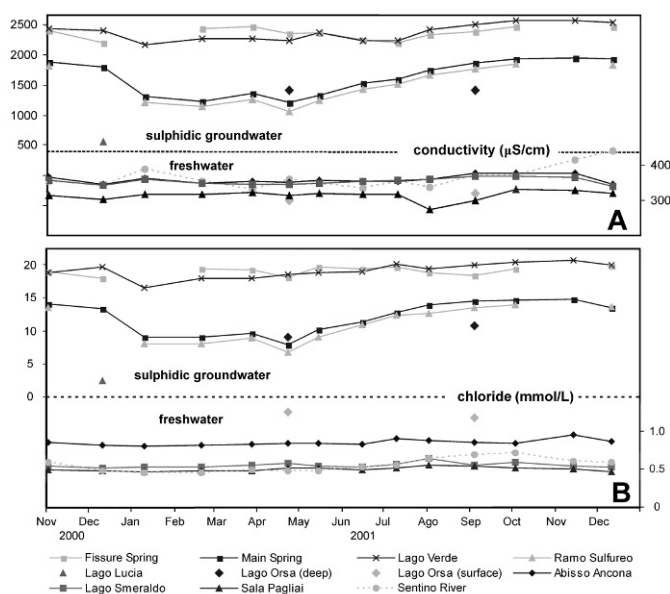 2500
2000
1500
1000
500
sulphidic groundwater
conductivity (µS/cm)
freshwater
400
300
A
20
15
10
5
0
sulphidic groundwater
chloride (mmol/L)
freshwater
1.0
0.5
0
B
Nov Dec Jan Feb Mar Apr May Jun Jul Ago Sep Oct Nov Dec
2000 2001
Fissure Spring Main Spring Lago Verde Ramo Sulfureo
Lago Lucia Lago Orsa (deep) Lago Orsa (surface) Abisso Ancona
Lago Smeraldo Sala Pagliai Sentino River